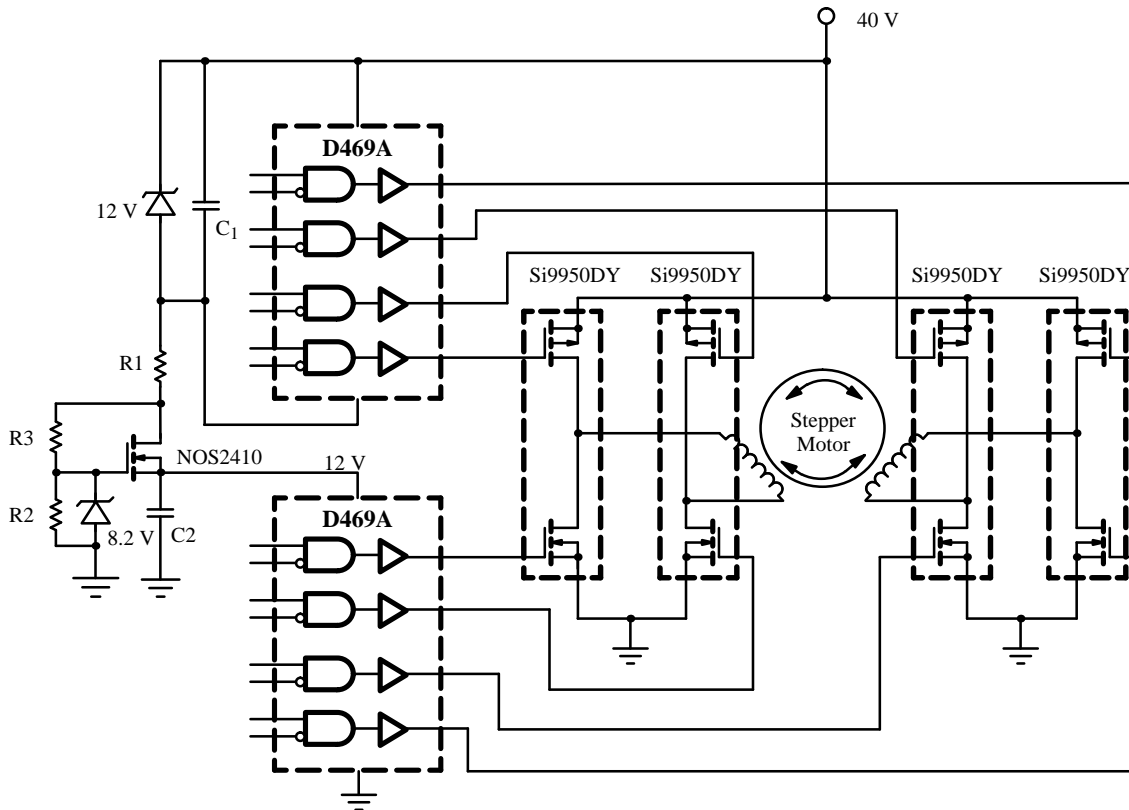 40 V
D469A
12 V
C1
Si9950DY Si9950DY Si9950DY Si9950DY
R1
Stepper
Motor
R3
NOS2410
12 V
R2
8.2 V
C2
D469A